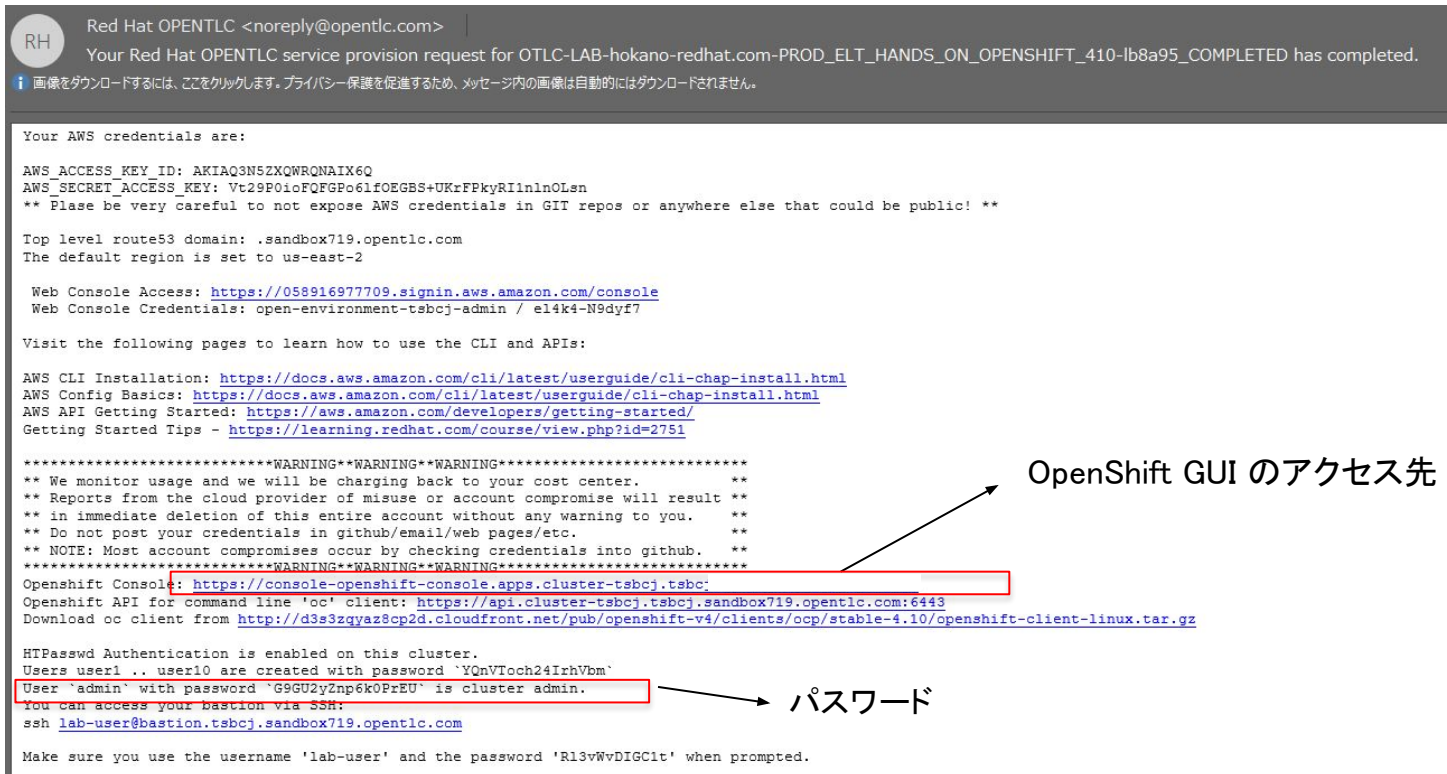 RH
Red Hat OPENTLC <noreply@opentlc.com>
Your Red Hat OPENTLC service provision request for OTLC-LAB-hokano-redhat.com-PROD_ELT_HANDS_ON_OPENSHIFT_410-lb8a95_COMPLETED has completed.
画像をダウンロードするには、ここをクリックします。プライバシー保護を促進するため、メッセージ内の画像は自動的にはダウンロードされません。
Your AWS credentials are:
AWS_ACCESS_KEY_ID: AKIAQ3N5ZXQWRQNAIX6Q
AWS_SECRET_ACCESS_KEY: Vt29P0ioFQFGPo6lfOEGBS+UKrFPkyRI1nlnOLsn
** Plase be very careful to not expose AWS credentials in GIT repos or anywhere else that could be public! **
Top level route53 domain: .sandbox719.opentlc.com
The default region is set to us-east-2
Web Console Access: https://058916977709.signin.aws.amazon.com/console
Web Console Credentials: open-environment-tsbcj-admin / el4k4-N9dyf7
Visit the following pages to learn how to use the CLI and APIs:
AWS CLI Installation: https://docs.aws.amazon.com/cli/latest/userguide/cli-chap-install.html
AWS Config Basics: https://docs.aws.amazon.com/cli/latest/userguide/cli-chap-install.html
AWS API Getting Started: https://aws.amazon.com/developers/getting-started/
Getting Started Tips - https://learning.redhat.com/course/view.php?id=2751
****************************WARNING**WARNING**WARNING****************************
** We monitor usage and we will be charging back to your cost center. **
** Reports from the cloud provider of misuse or account compromise will result **
** in immediate deletion of this entire account without any warning to you. **
** Do not post your credentials in github/email/web pages/etc. **
** NOTE: Most account compromises occur by checking credentials into github. **
****************************WARNING**WARNING**WARNING****************************
OpenShift GUI のアクセス先
Openshift Console: https://console-openshift-console.apps.cluster-tsbcj.tsbcj
Openshift API for command line 'oc' client: https://api.cluster-tsbcj.tsbcj.sandbox719.opentlc.com:6443
Download oc client from http://d3s3zqyaz8cp2d.cloudfront.net/pub/openshift-v4/clients/ocp/stable-4.10/openshift-client-linux.tar.gz
HTPasswd Authentication is enabled on this cluster.
Users user1 .. user10 are created with password `YQnVToch24IrhVbm`
User `admin` with password `G9GU2yZnp6k0PrEU` is cluster admin.
パスワード
You can access your bastion via SSH:
ssh lab-user@bastion.tsbcj.sandbox719.opentlc.com
Make sure you use the username 'lab-user' and the password 'Rl3vWvDIGC1t' when prompted.